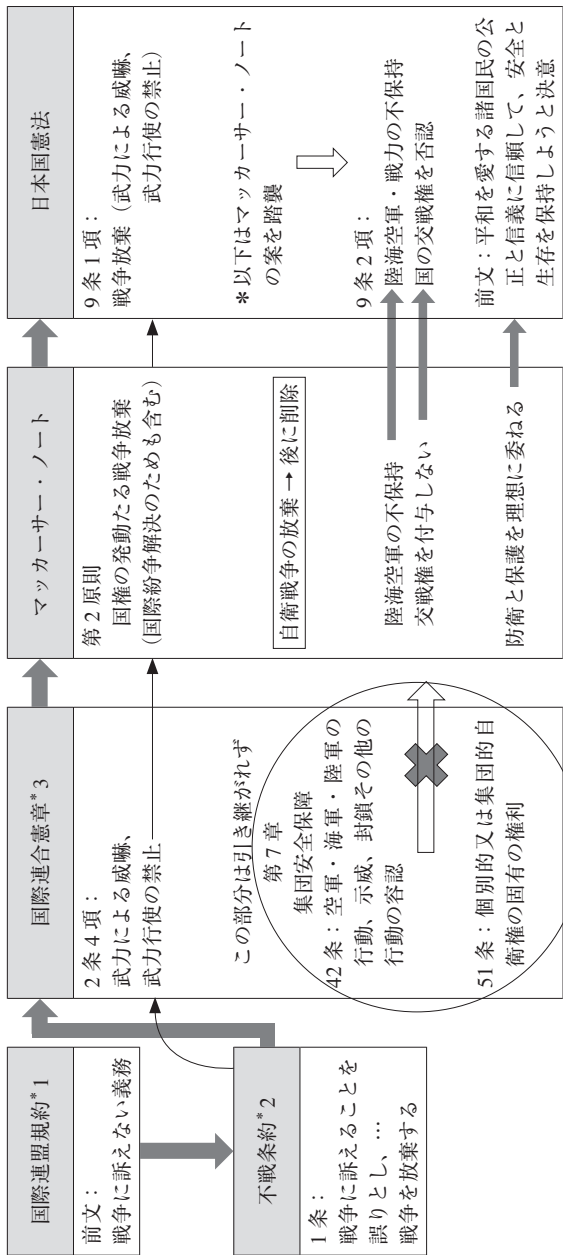 国際連盟規約*1
前文：
戦争に訴えない義務
不戦条約*2
1条：
戦争に訴えることを
誤りとし、…
戦争を放棄する
国際連合憲章*3
2条4項：
武力による威嚇、
武力行使の禁止
この部分は引き継がれず
第7章
集団安全保障
42条：空軍・海軍・陸軍の
行動、示威、封鎖その他の
行動の容認
51条：個別的又は集団的自
衛権の固有の権利
マッカーサー・ノート
第2原則
国権の発動たる戦争放棄
(国際紛争解決のためも含む)
自衛戦争の放棄→後に削除
陸海空軍の不保持
交戦権を付与しない
防衛と保護を理想に委ねる
日本国憲法
9条1項：
戦争放棄（武力による威嚇、
武力行使の禁止）
＊以下はマッカーサー・ノート
の案を踏襲
9条2項：
陸海空軍・戦力の不保持
国の交戦権を否認
前文：平和を愛する諸国民の公
正と信義に信頼して、安全と
生存を保持しようと決意